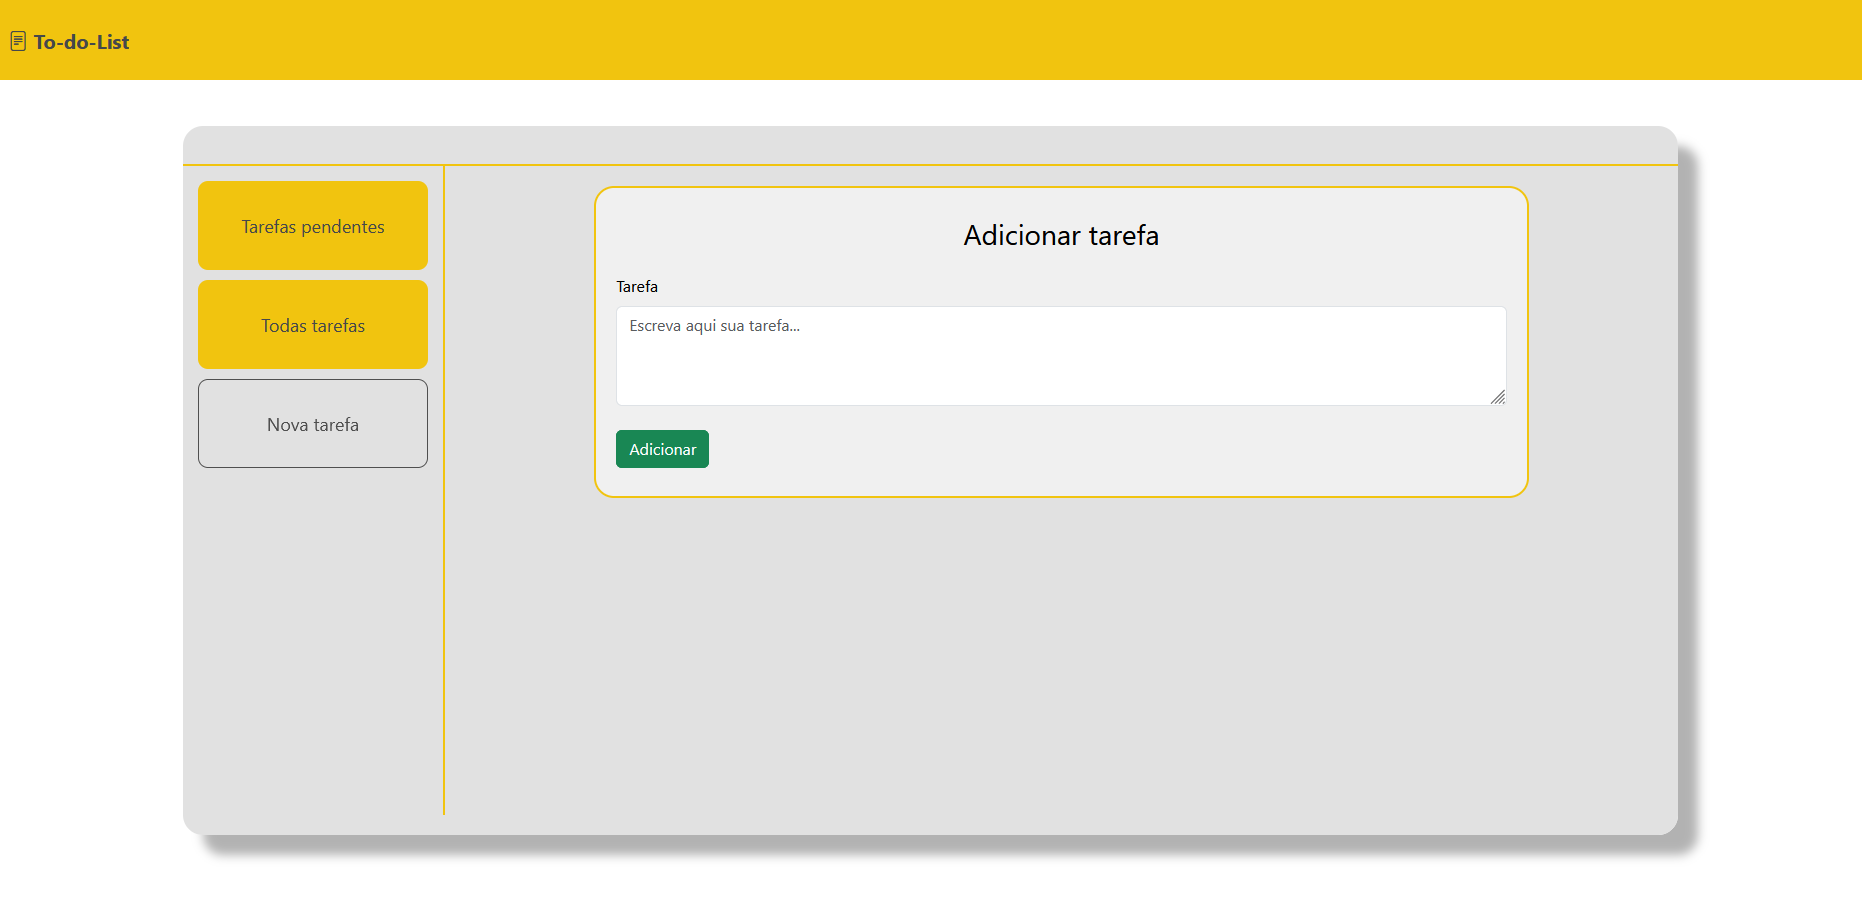 To-do-List
Tarefas pendentes
Todas tarefas
Nova tarefa
Adicionar tarefa
Tarefa
Escreva aqui sua tarefa...
Adicionar